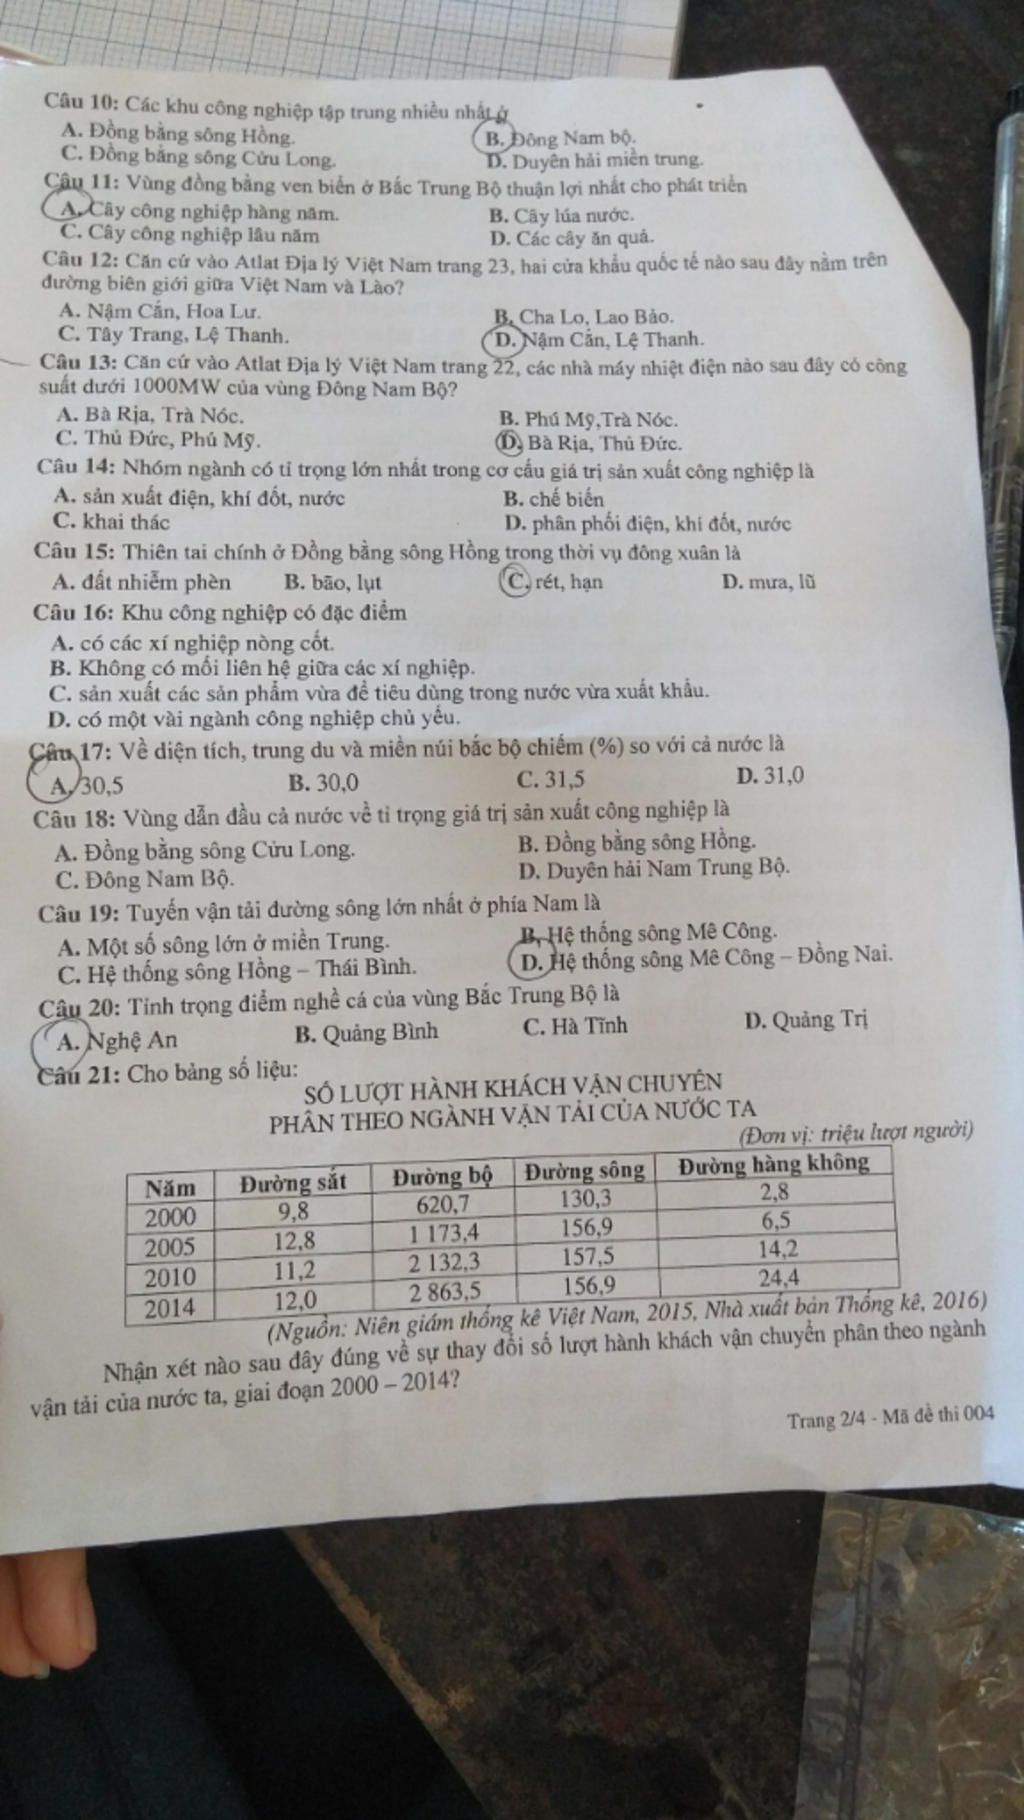 Câu 10: Các khu công nghiệp tập trung nhiều nhất ở
A. Đồng bằng sông Hồng. B. Đông Nam bộ.
C. Đồng bằng sông Cửu Long. D. Duyên hải miền trung.
Câu 11: Vùng đồng bằng ven biển ở Bắc Trung Bộ thuận lợi nhất cho phát triển
A. Cây công nghiệp hàng năm. B. Cây lúa nước.
C. Cây công nghiệp lâu năm D. Các cây ăn quả.
Câu 12: Căn cứ vào Atlat Địa lý Việt Nam trang 23, hai cửa khẩu quốc tế nào sau đây nằm trên
đường biên giới giữa Việt Nam và Lào?
A. Nậm Cắn, Hoa Lư. B. Cha Lo, Lao Bảo.
C. Tây Trang, Lệ Thanh. D. Nậm Cắn, Lệ Thanh.
Câu 13: Căn cứ vào Atlat Địa lý Việt Nam trang 22, các nhà máy nhiệt điện nào sau đây có công
suất dưới 1000MW của vùng Đông Nam Bộ?
A. Bà Rịa, Trà Nóc. B. Phú Mỹ,Trà Nóc.
C. Thủ Đức, Phú Mỹ. D. Bà Rịa, Thủ Đức.
Câu 14: Nhóm ngành có tỉ trọng lớn nhất trong cơ cấu giá trị sản xuất công nghiệp là
A. sản xuất điện, khí đốt, nước B. chế biến
C. khai thác D. phân phối điện, khí đốt, nước
Câu 15: Thiên tai chính ở Đồng bằng sông Hồng trong thời vụ đông xuân là
A. đất nhiễm phèn B. bão, lụt C. rét, hạn D. mưa, lũ
Câu 16: Khu công nghiệp có đặc điểm
A. có các xí nghiệp nòng cốt.
B. Không có mối liên hệ giữa các xí nghiệp.
C. sản xuất các sản phẩm vừa để tiêu dùng trong nước vừa xuất khẩu.
D. có một vài ngành công nghiệp chủ yếu.
Câu 17: Về diện tích, trung du và miền núi bắc bộ chiếm (%) so với cả nước là
A. 30,5 B. 30,0 C. 31,5 D. 31,0
Câu 18: Vùng dẫn đầu cả nước về tỉ trọng giá trị sản xuất công nghiệp là
A. Đồng bằng sông Cửu Long. B. Đồng bằng sông Hồng.
C. Đông Nam Bộ. D. Duyên hải Nam Trung Bộ.
Câu 19: Tuyến vận tải đường sông lớn nhất ở phía Nam là
A. Một số sông lớn ở miền Trung. B. Hệ thống sông Mê Công.
C. Hệ thống sông Hồng – Thái Bình. D. Hệ thống sông Mê Công – Đồng Nai.
Câu 20: Tỉnh trọng điểm nghề cá của vùng Bắc Trung Bộ là
A. Nghệ An B. Quảng Bình C. Hà Tĩnh D. Quảng Trị
Câu 21: Cho bảng số liệu:
SỐ LƯỢT HÀNH KHÁCH VẬN CHUYỂN
PHÂN THEO NGÀNH VẬN TẢI CỦA NƯỚC TA
(Đơn vị: triệu lượt người)
Năm Đường sắt Đường bộ Đường sông Đường hàng không
2000 9,8 620,7 130,3 2,8
2005 12,8 1 173,4 156,9 6,5
2010 11,2 2 132,3 157,5 14,2
2014 12,0 2 863,5 156,9 24,4
(Nguồn: Niên giám thống kê Việt Nam, 2015, Nhà xuất bản Thống kê, 2016)
Nhận xét nào sau đây đúng về sự thay đổi số lượt hành khách vận chuyển phân theo ngành
vận tải của nước ta, giai đoạn 2000 – 2014?
Trang 2/4 - Mã đề thi 004